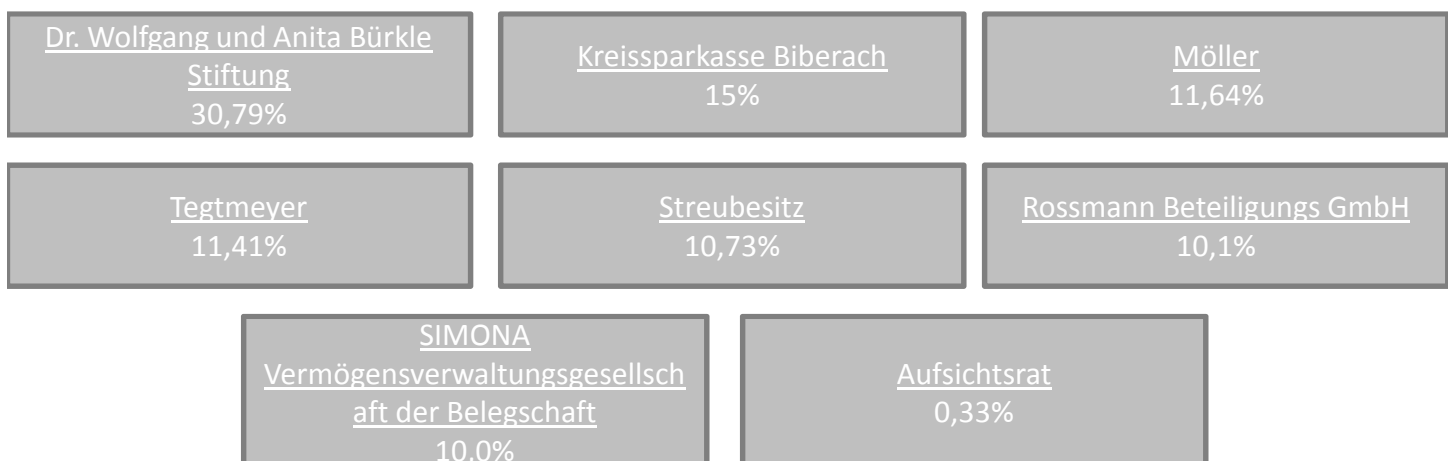 Dr. Wolfgang und Anita Bürkle
Stiftung
30,79%
Kreissparkasse Biberach
15%
Möller
11,64%
Tegtmeyer
11,41%
Streubesitz
10,73%
Rossmann Beteiligungs GmbH
10,1%
SIMONA
Vermögensverwaltungsgesellsch
aft der Belegschaft
10,0%
Aufsichtsrat
0,33%